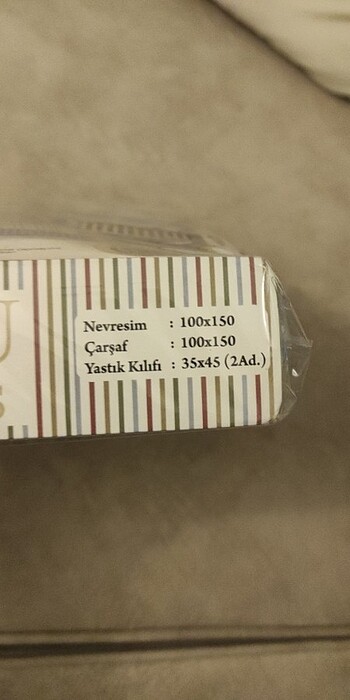 Nevresim : 100x150
Çarşaf : 100x150
Yastık Kılıfı : 35x45 (2Ad.)